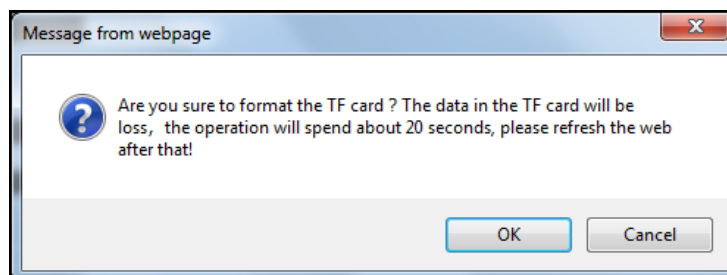 Message from webpage
X
Are you sure to format the TF card ? The data in the TF card will be
loss, the operation will spend about 20 seconds, please refresh the web
after that!
OK
Cancel